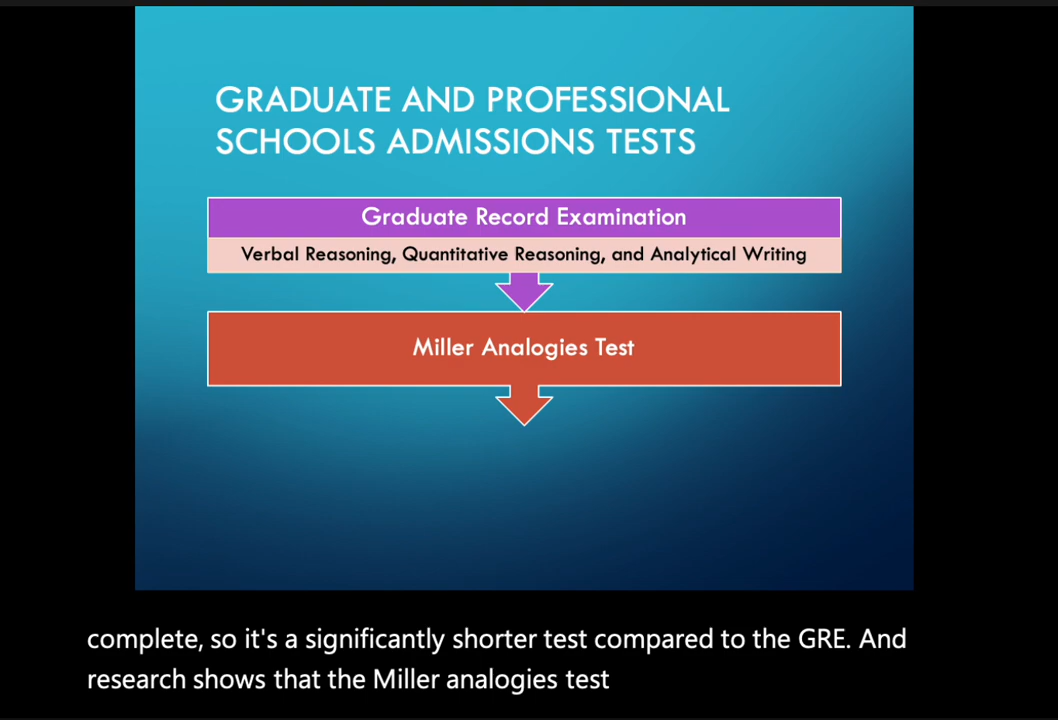 GRADUATE AND PROFESSIONAL
SCHOOLS ADMISSIONS TESTS
Graduate Record Examination
Verbal Reasoning, Quantitative Reasoning, and Analytical Writing
Miller Analogies Test
complete, so it's a significantly shorter test compared to the GRE. And
research shows that the Miller analogies test